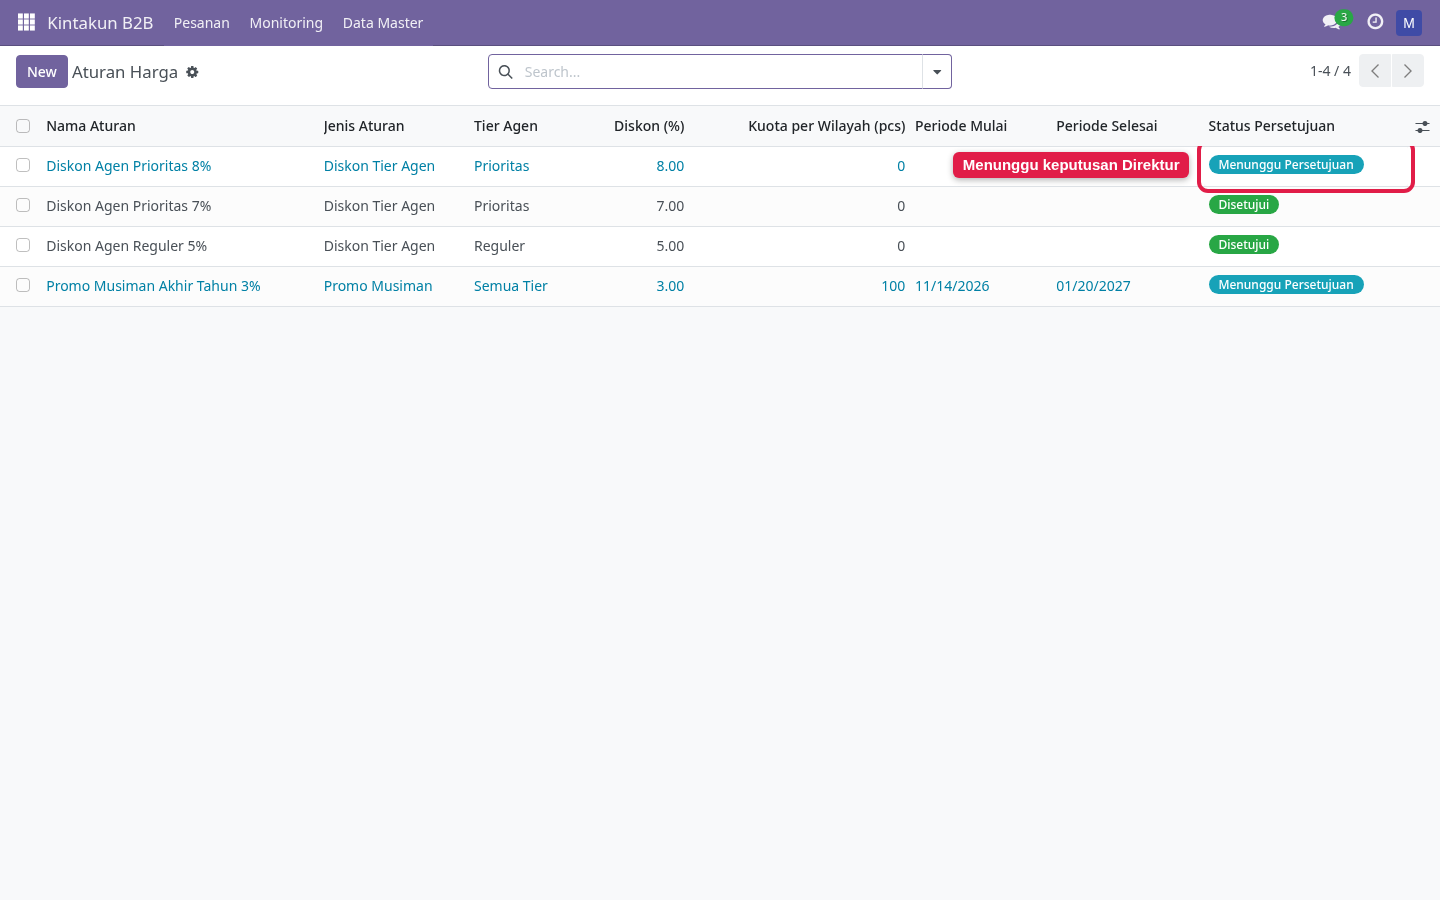 Kintakun B2B Pesanan Monitoring Data Master 3 M
New Aturan Harga Search... 1-4 / 4
Nama Aturan Jenis Aturan Tier Agen Diskon (%) Kuota per Wilayah (pcs) Periode Mulai Periode Selesai Status Persetujuan
Diskon Agen Prioritas 8% Diskon Tier Agen Prioritas 8.00 0 Menunggu keputusan Direktur Menunggu Persetujuan
Diskon Agen Prioritas 7% Diskon Tier Agen Prioritas 7.00 0 Disetujui
Diskon Agen Reguler 5% Diskon Tier Agen Reguler 5.00 0 Disetujui
Promo Musiman Akhir Tahun 3% Promo Musiman Semua Tier 3.00 100 11/14/2026 01/20/2027 Menunggu Persetujuan